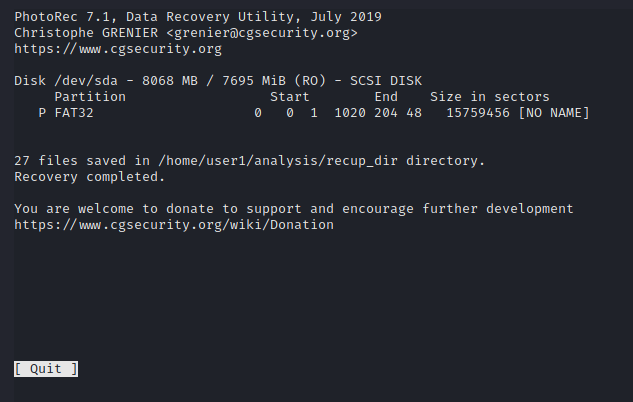 PhotoRec 7.1, Data Recovery Utility, July 2019
Christophe GRENIER <grenier@cgsecurity.org>
https://www.cgsecurity.org
Disk /dev/sda - 8068 MB / 7695 MiB (RO) - SCSI DISK
Partition Start End Size in sectors
P FAT32 0 0 1 1020 204 48 15759456 [NO NAME]
27 files saved in /home/user1/analysis/recup_dir directory.
Recovery completed.
You are welcome to donate to support and encourage further development
https://www.cgsecurity.org/wiki/Donation
[ Quit ]